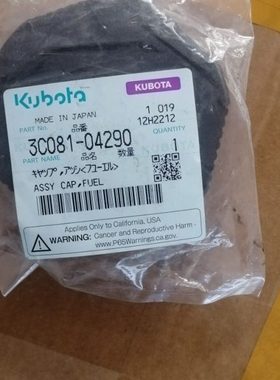 Kubota
KUBOTA
MADE IN JAPAN
1 019
PART No. 品番
12H2212
3C081-04290
QUANTITY
PART NAME 品名 数量
キャップ,アッシ<フューエル>
1
ASSY CAP,FUEL
Applies Only to California, USA
WARNING: Cancer and Reproductive Harm -
www.P65Warnings.ca.gov.